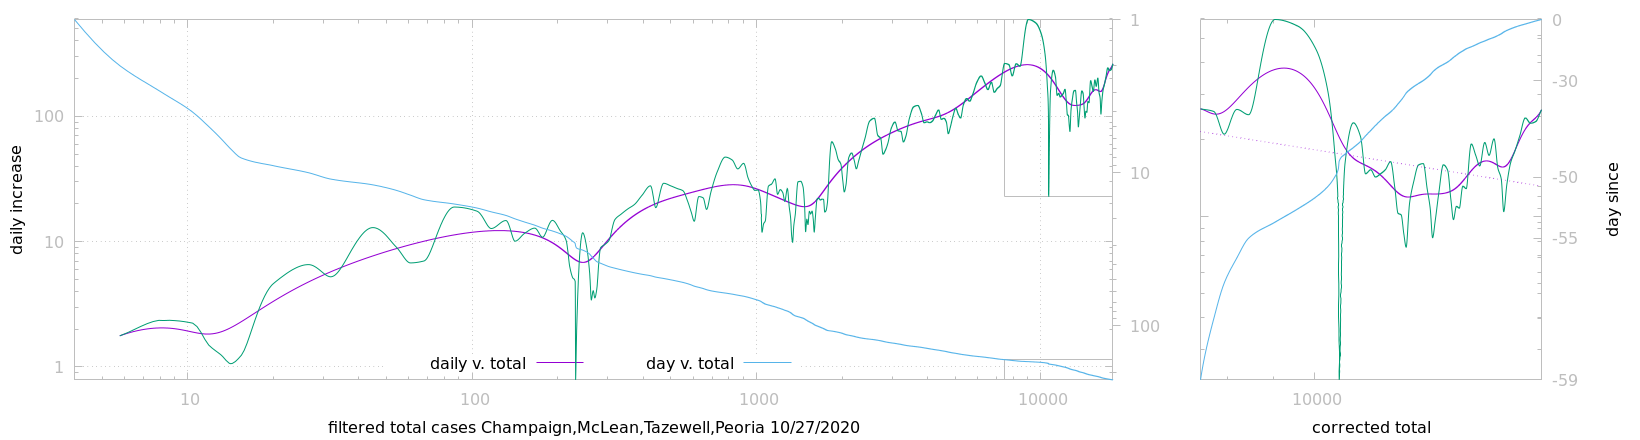 daily increase
100
10
1
10
100
1000
10000
1
10
100
daily v. total
day v. total
filtered total cases Champaign,McLean,Tazewell,Peoria 10/27/2020
0
-30
-50
-55
-59
day since
10000
corrected total